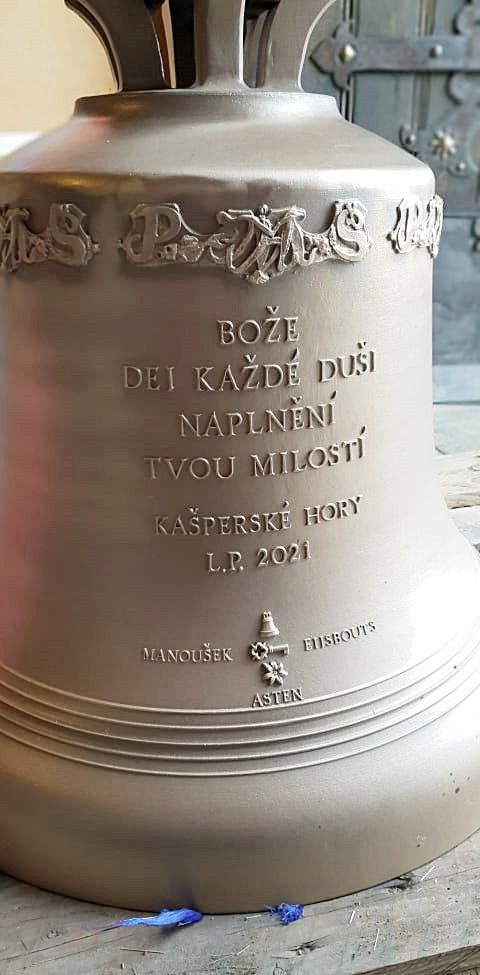 S P M S P
BOŽE
DEJ KAŽDÉ DUŠI
NAPLNĚNÍ
TVOU MILOSTÍ
KAŠPERSKÉ HORY
L.P. 2021
MANOUŠEK EIJSBOUTS
ASTEN